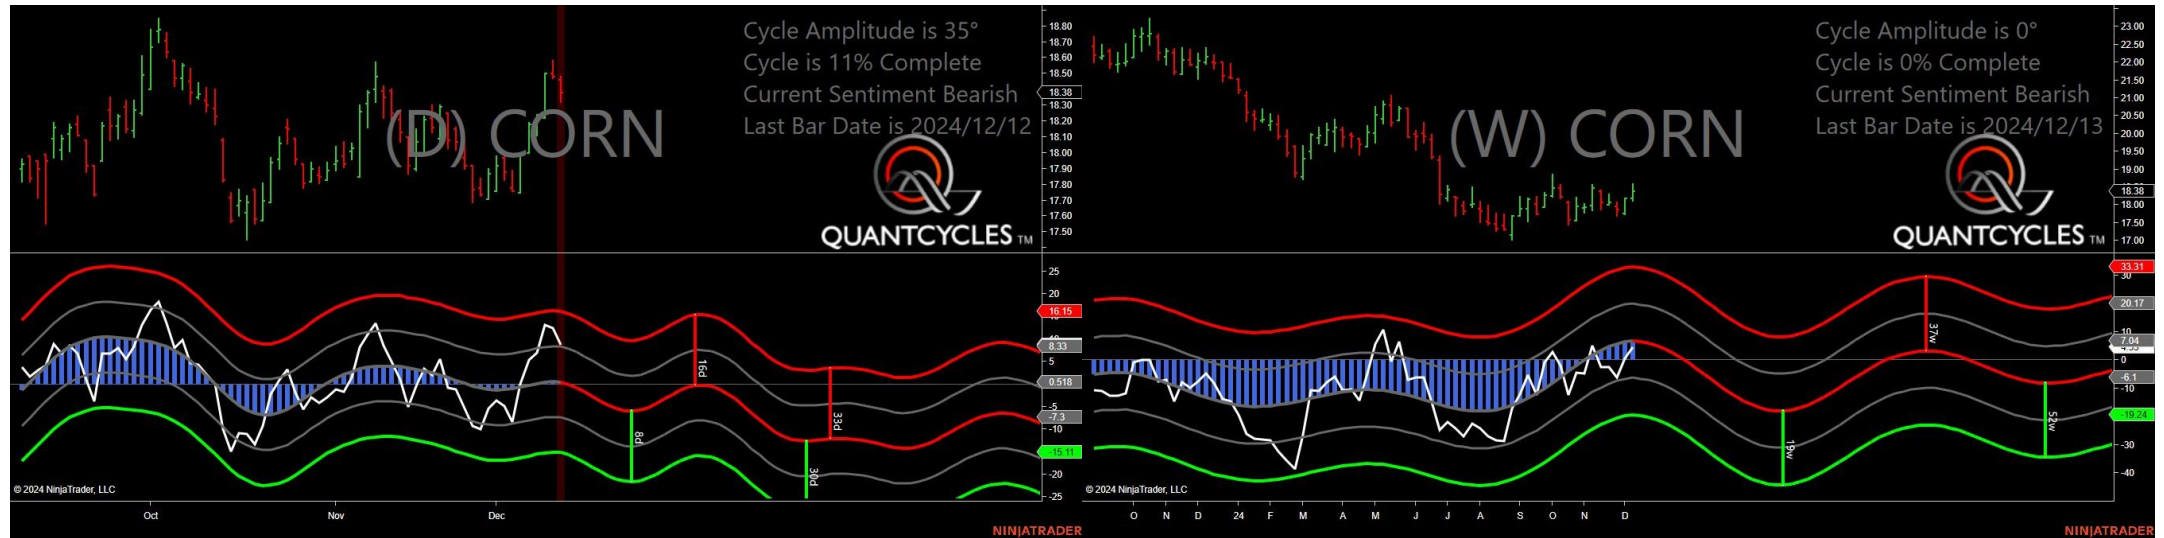 Cycle Amplitude is 35°
Cycle is 11% Complete
Current Sentiment Bearish
Last Bar Date is 2024/12/12
(D) CORN
QUANTCYCLES TM
18.80
18.70
18.60
18.50
18.38
18.30
18.20
18.10
18.00
17.90
17.80
17.70
17.60
17.50
25
20
16.15
8.33
5
0.518
-5
-7.3
-10
-15.11
-20
-25
8d
16d
30d
33d
© 2024 NinjaTrader, LLC
Oct
Nov
Dec
NINJATRADER
Cycle Amplitude is 0°
Cycle is 0% Complete
Current Sentiment Bearish
Last Bar Date is 2024/12/13
(W) CORN
QUANTCYCLES TM
23.00
22.50
22.00
21.50
21.00
20.50
20.00
19.50
19.00
18.38
18.00
17.50
17.00
33.31
30
20.17
10
7.04
0
-6.1
-10
-19.24
-30
-40
19w
37w
52w
© 2024 NinjaTrader, LLC
O N D 24 F M A M J J A S O N D
NINJATRADER